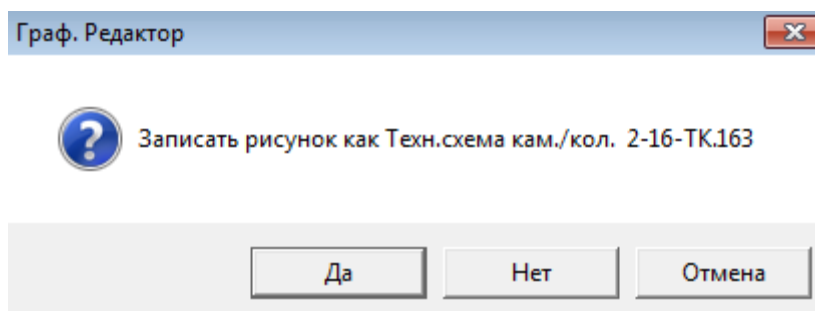 Граф. Редактор
Записать рисунок как Техн.схема кам./кол. 2-16-ТК.163
Да
Нет
Отмена